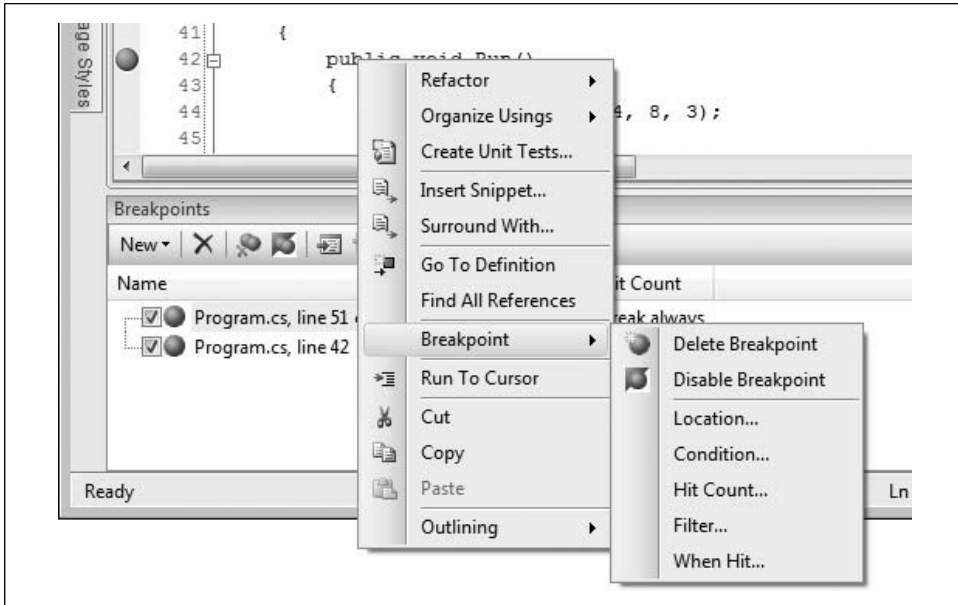 age Styles
41 {
42 public void Run()
43 {
44 4, 8, 3);
45
Breakpoints
New
Name it Count
Program.cs, line 51 reak always
Program.cs, line 42
Ready Ln
Refactor
Organize Usings
Create Unit Tests...
Insert Snippet...
Surround With...
Go To Definition
Find All References
Breakpoint
Run To Cursor
Cut
Copy
Paste
Outlining
Delete Breakpoint
Disable Breakpoint
Location...
Condition...
Hit Count...
Filter...
When Hit...